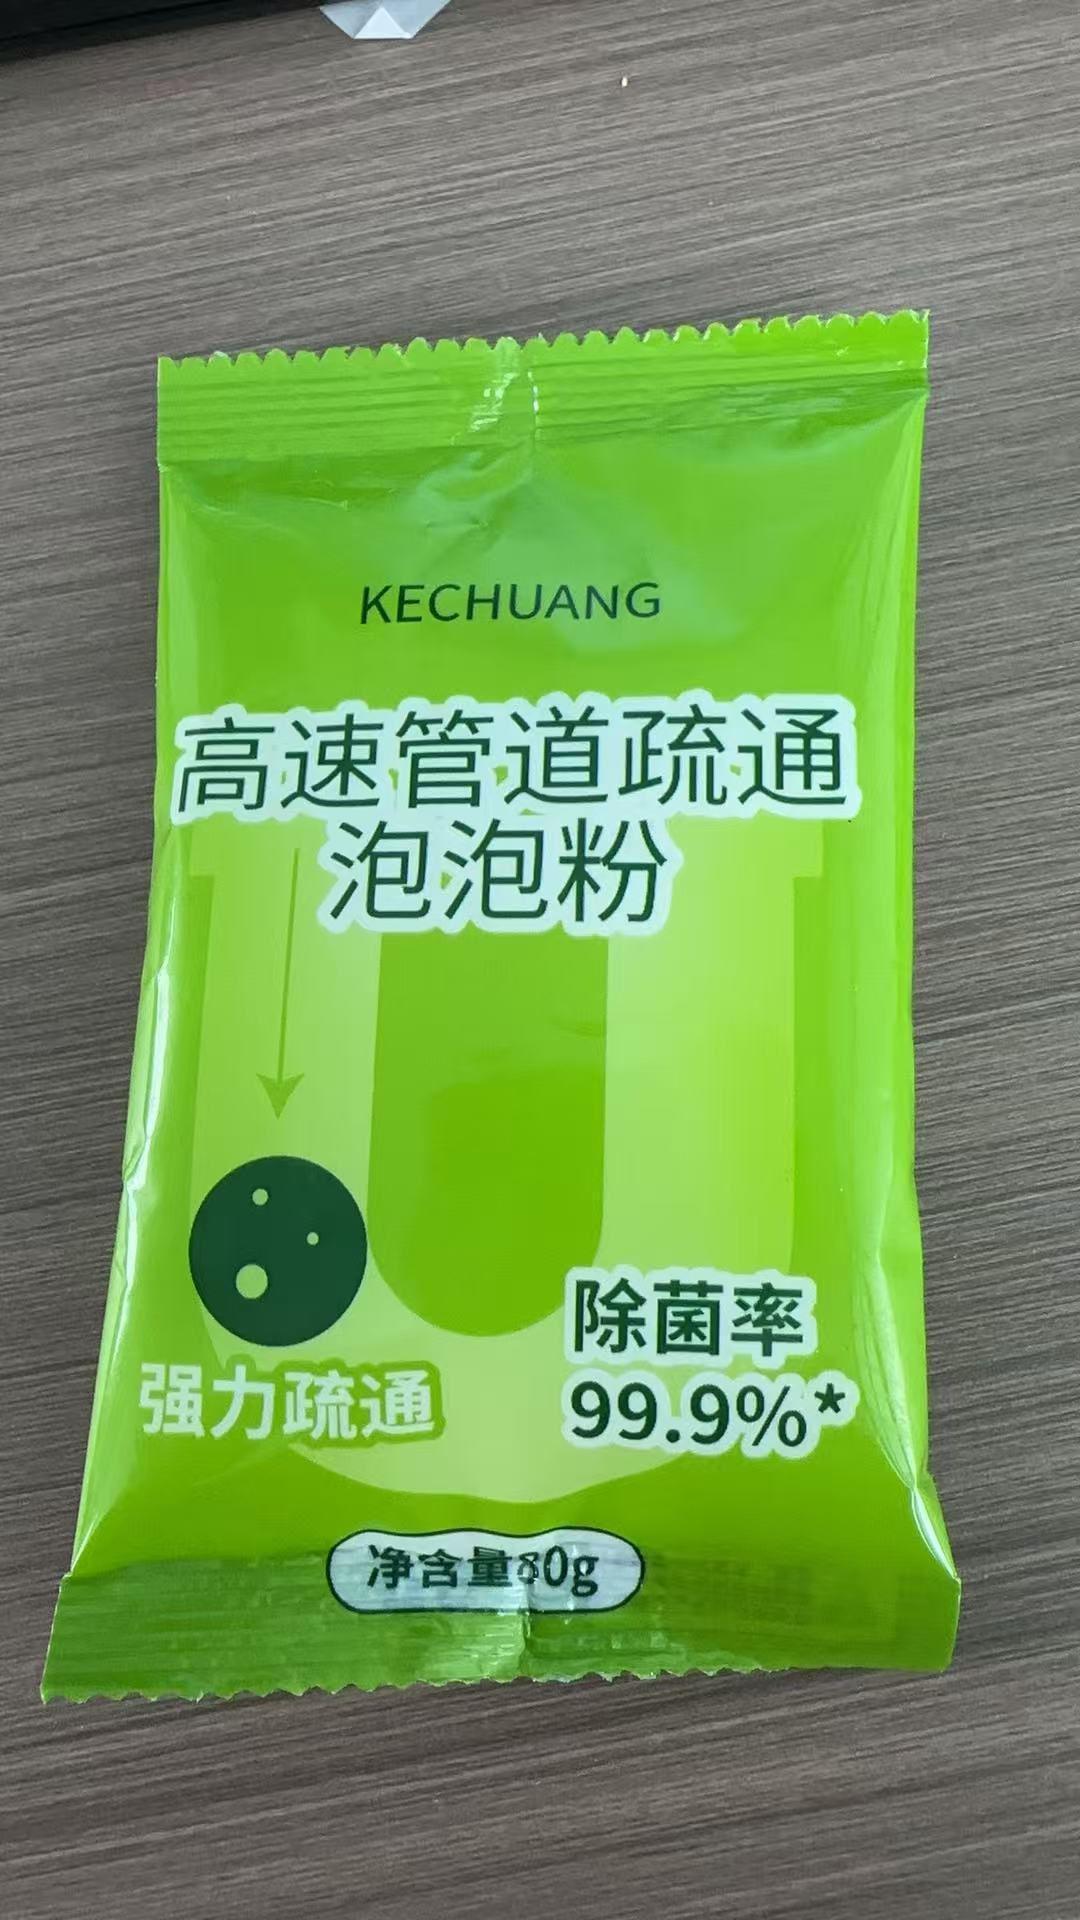 KECHUANG
高速管道疏通
泡泡粉
强力疏通
除菌率
99.9%*
净含量80g